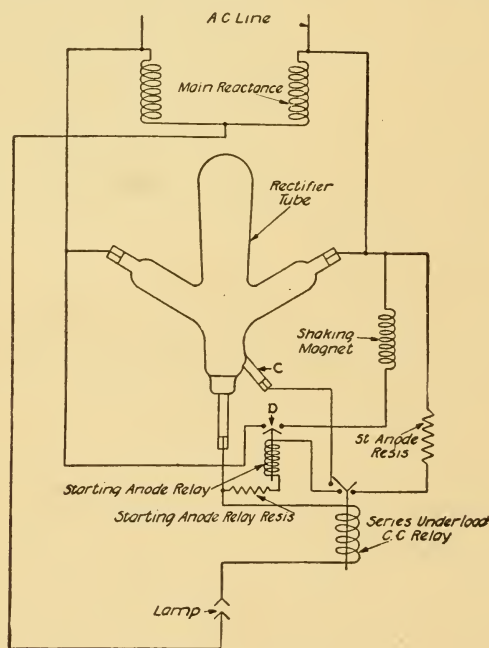 A C Line
Main Reactance
Rectifier
Tube
Shaking
Magnet
C
D
St Anode
Resis
Starting Anode Relay
Starting Anode Relay Resis
Series Underload
C.C Relay
Lamp